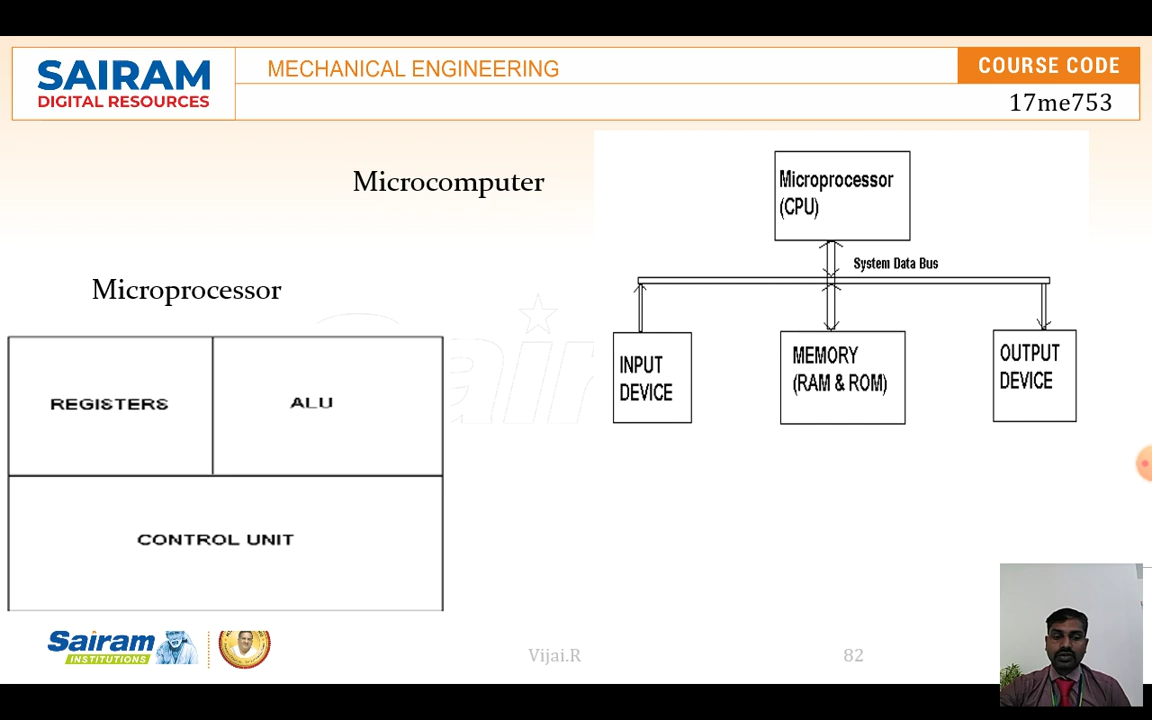 SAIRAM
DIGITAL RESOURCES
MECHANICAL ENGINEERING
COURSE CODE
17me753
Microcomputer
Microprocessor
(CPU)
System Data Bus
Microprocessor
INPUT
DEVICE
MEMORY
(RAM & ROM)
OUTPUT
DEVICE
REGISTERS
ALU
CONTROL UNIT
Sairam
INSTITUTIONS
Vijai.R
82